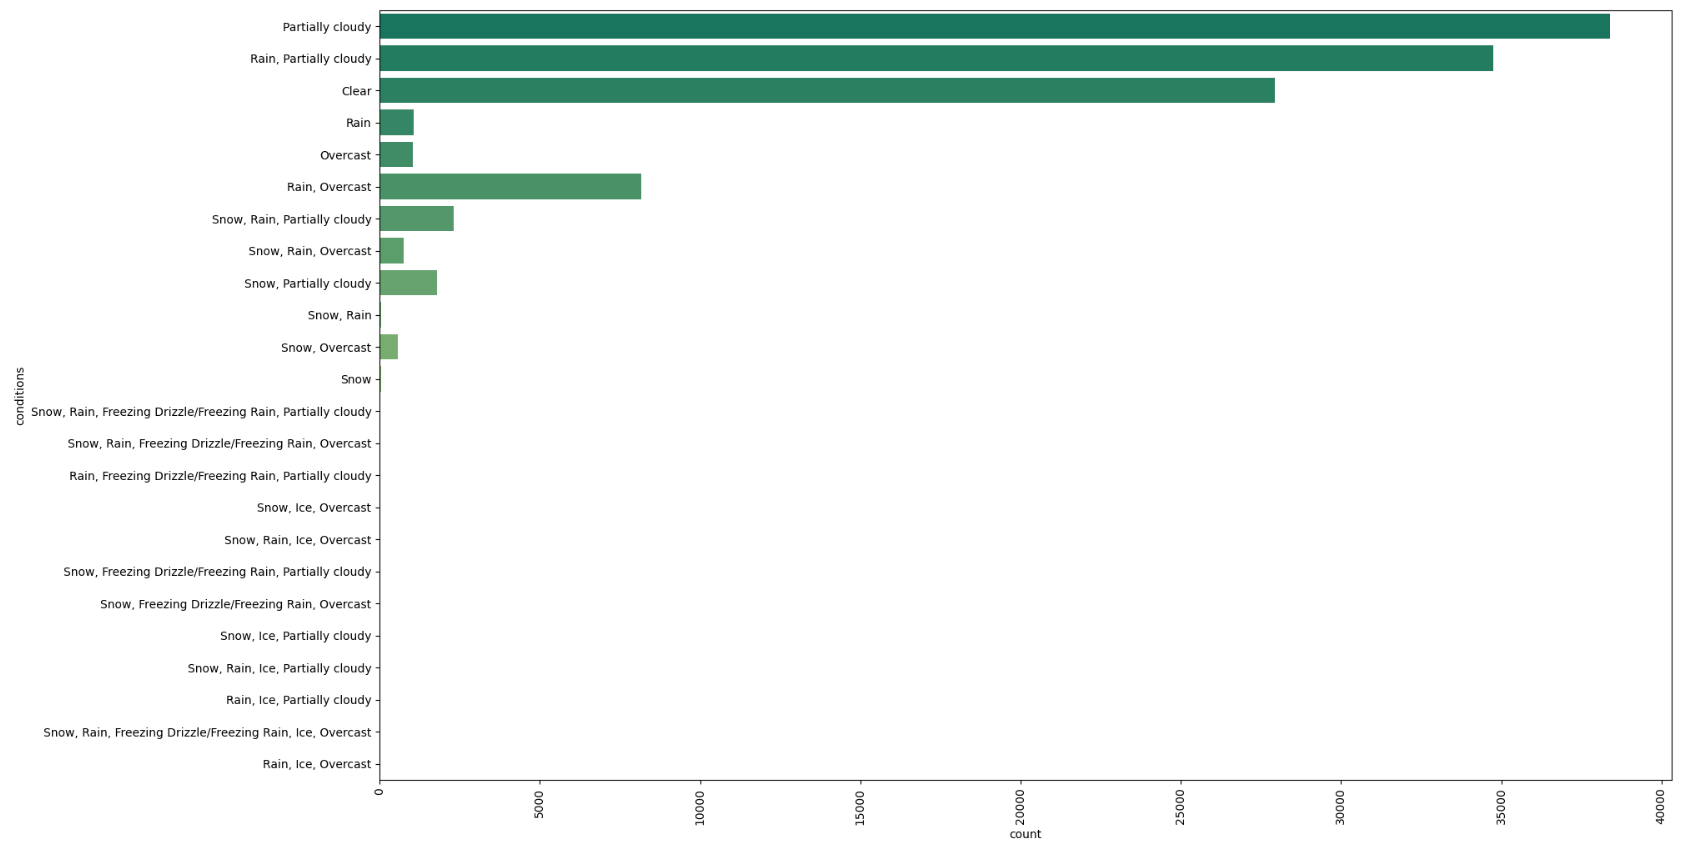 Partially cloudy
Rain, Partially cloudy
Clear
Rain
Overcast
Rain, Overcast
Snow, Rain, Partially cloudy
Snow, Rain, Overcast
Snow, Partially cloudy
Snow, Rain
Snow, Overcast
Snow
Snow, Rain, Freezing Drizzle/Freezing Rain, Partially cloudy
Snow, Rain, Freezing Drizzle/Freezing Rain, Overcast
Rain, Freezing Drizzle/Freezing Rain, Partially cloudy
Snow, Ice, Overcast
Snow, Rain, Ice, Overcast
Snow, Freezing Drizzle/Freezing Rain, Partially cloudy
Snow, Freezing Drizzle/Freezing Rain, Overcast
Snow, Ice, Partially cloudy
Snow, Rain, Ice, Partially cloudy
Rain, Ice, Partially cloudy
Snow, Rain, Freezing Drizzle/Freezing Rain, Ice, Overcast
Rain, Ice, Overcast
conditions
0
5000
10000
15000
20000
25000
30000
35000
40000
count